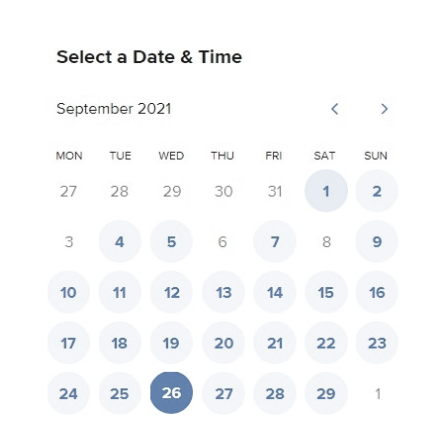 Select a Date & Time
September 2021
MON TUE WED THU FRI SAT SUN
27 28 29 30 31 1 2
3 4 5 6 7 8 9
10 11 12 13 14 15 16
17 18 19 20 21 22 23
24 25 26 27 28 29 1